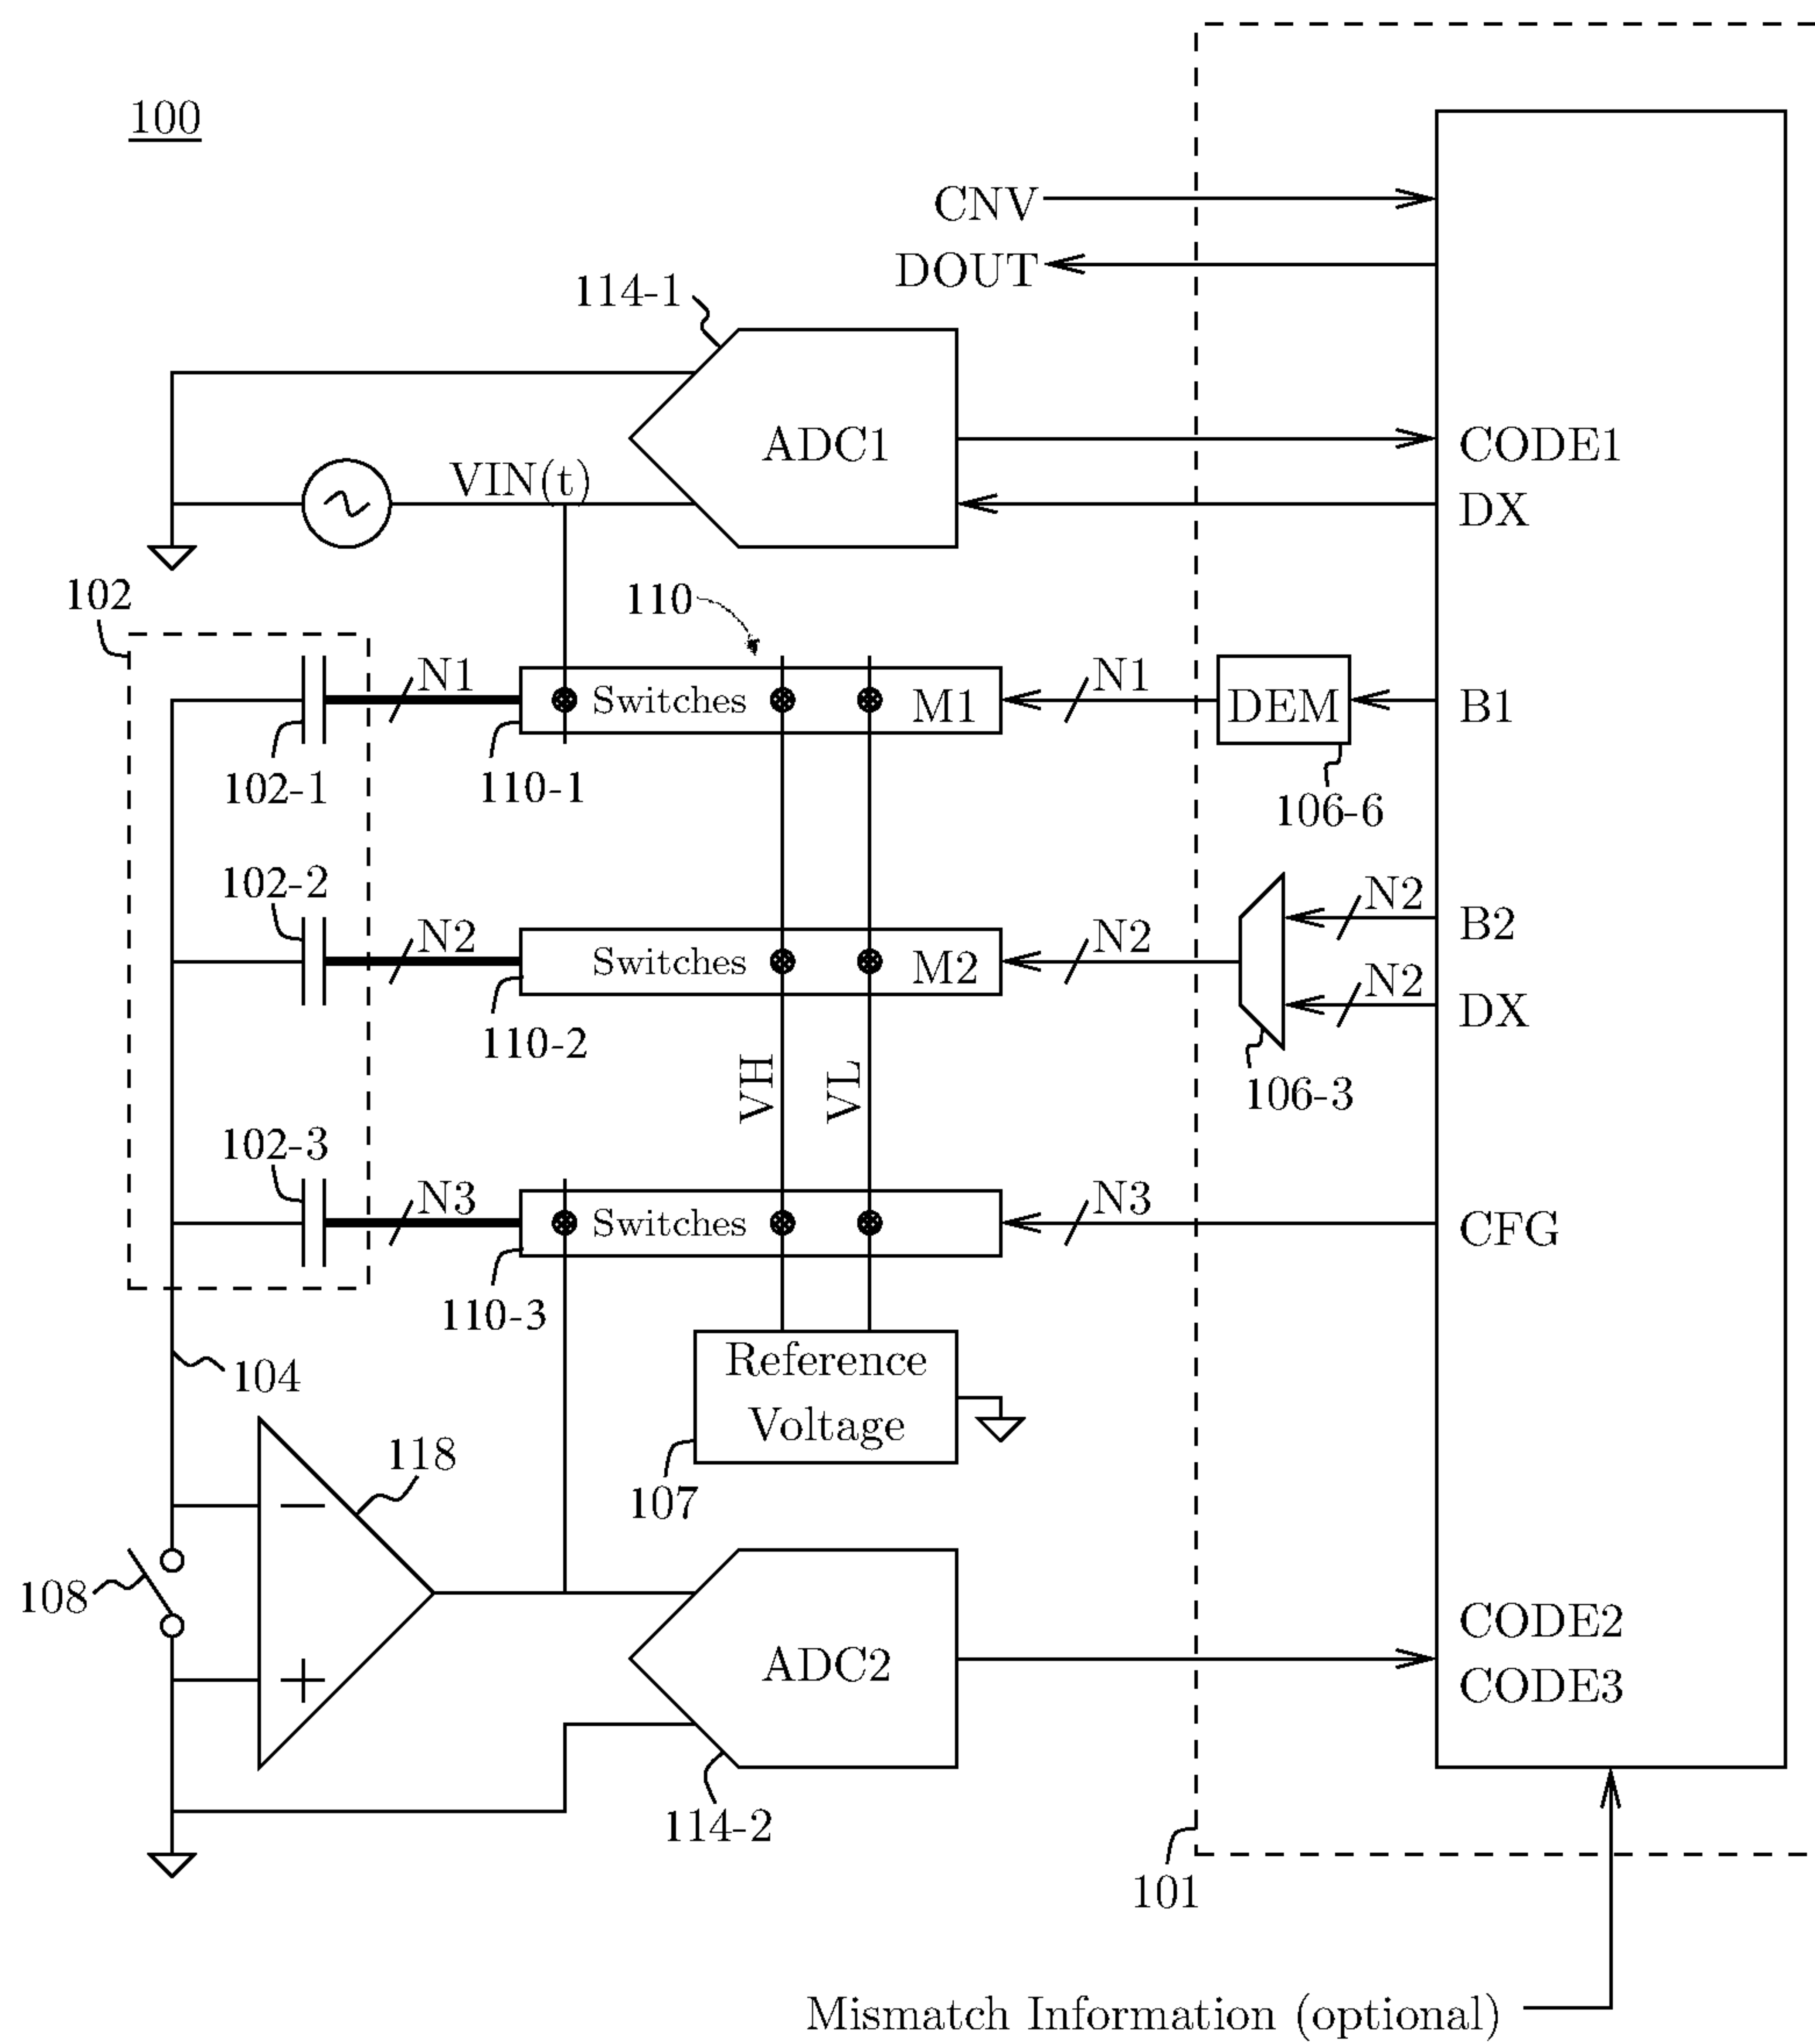 100
CNV
DOUT
114-1
ADC1
CODE1
VIN(t)
DX
102
110
N1
Switches
M1
N1
DEM
B1
102-1
110-1
106-6
102-2
N2
Switches
M2
N2
N2
B2
N2
DX
110-2
106-3
VH
VL
102-3
N3
Switches
N3
CFG
110-3
104
Reference
Voltage
118
107
108
ADC2
CODE2
CODE3
114-2
101
Mismatch Information (optional)